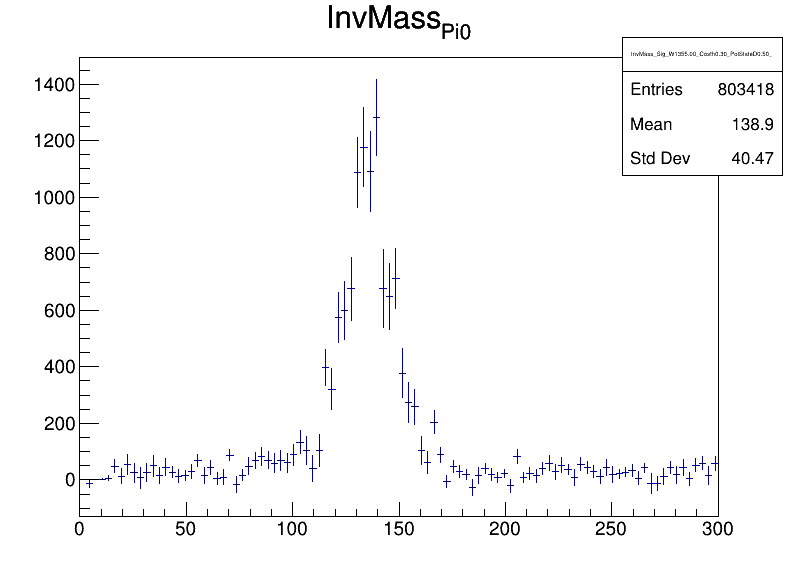 InvMass_Pi0
InvMass_Sig_W1355.00_Costh0.30_PolStateD0.50_
Entries 803418
Mean 138.9
Std Dev 40.47
1400
1200
1000
800
600
400
200
0
0 50 100 150 200 250 300